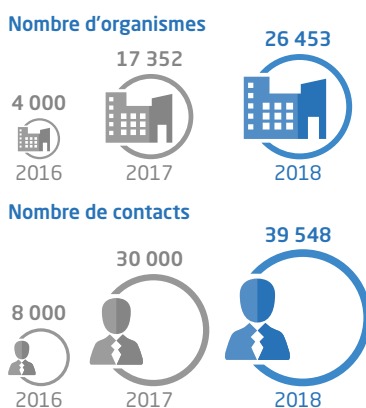 Nombre d'organismes
26 453
17 352
4 000
2016 2017 2018
Nombre de contacts
39 548
30 000
8 000
2016 2017 2018